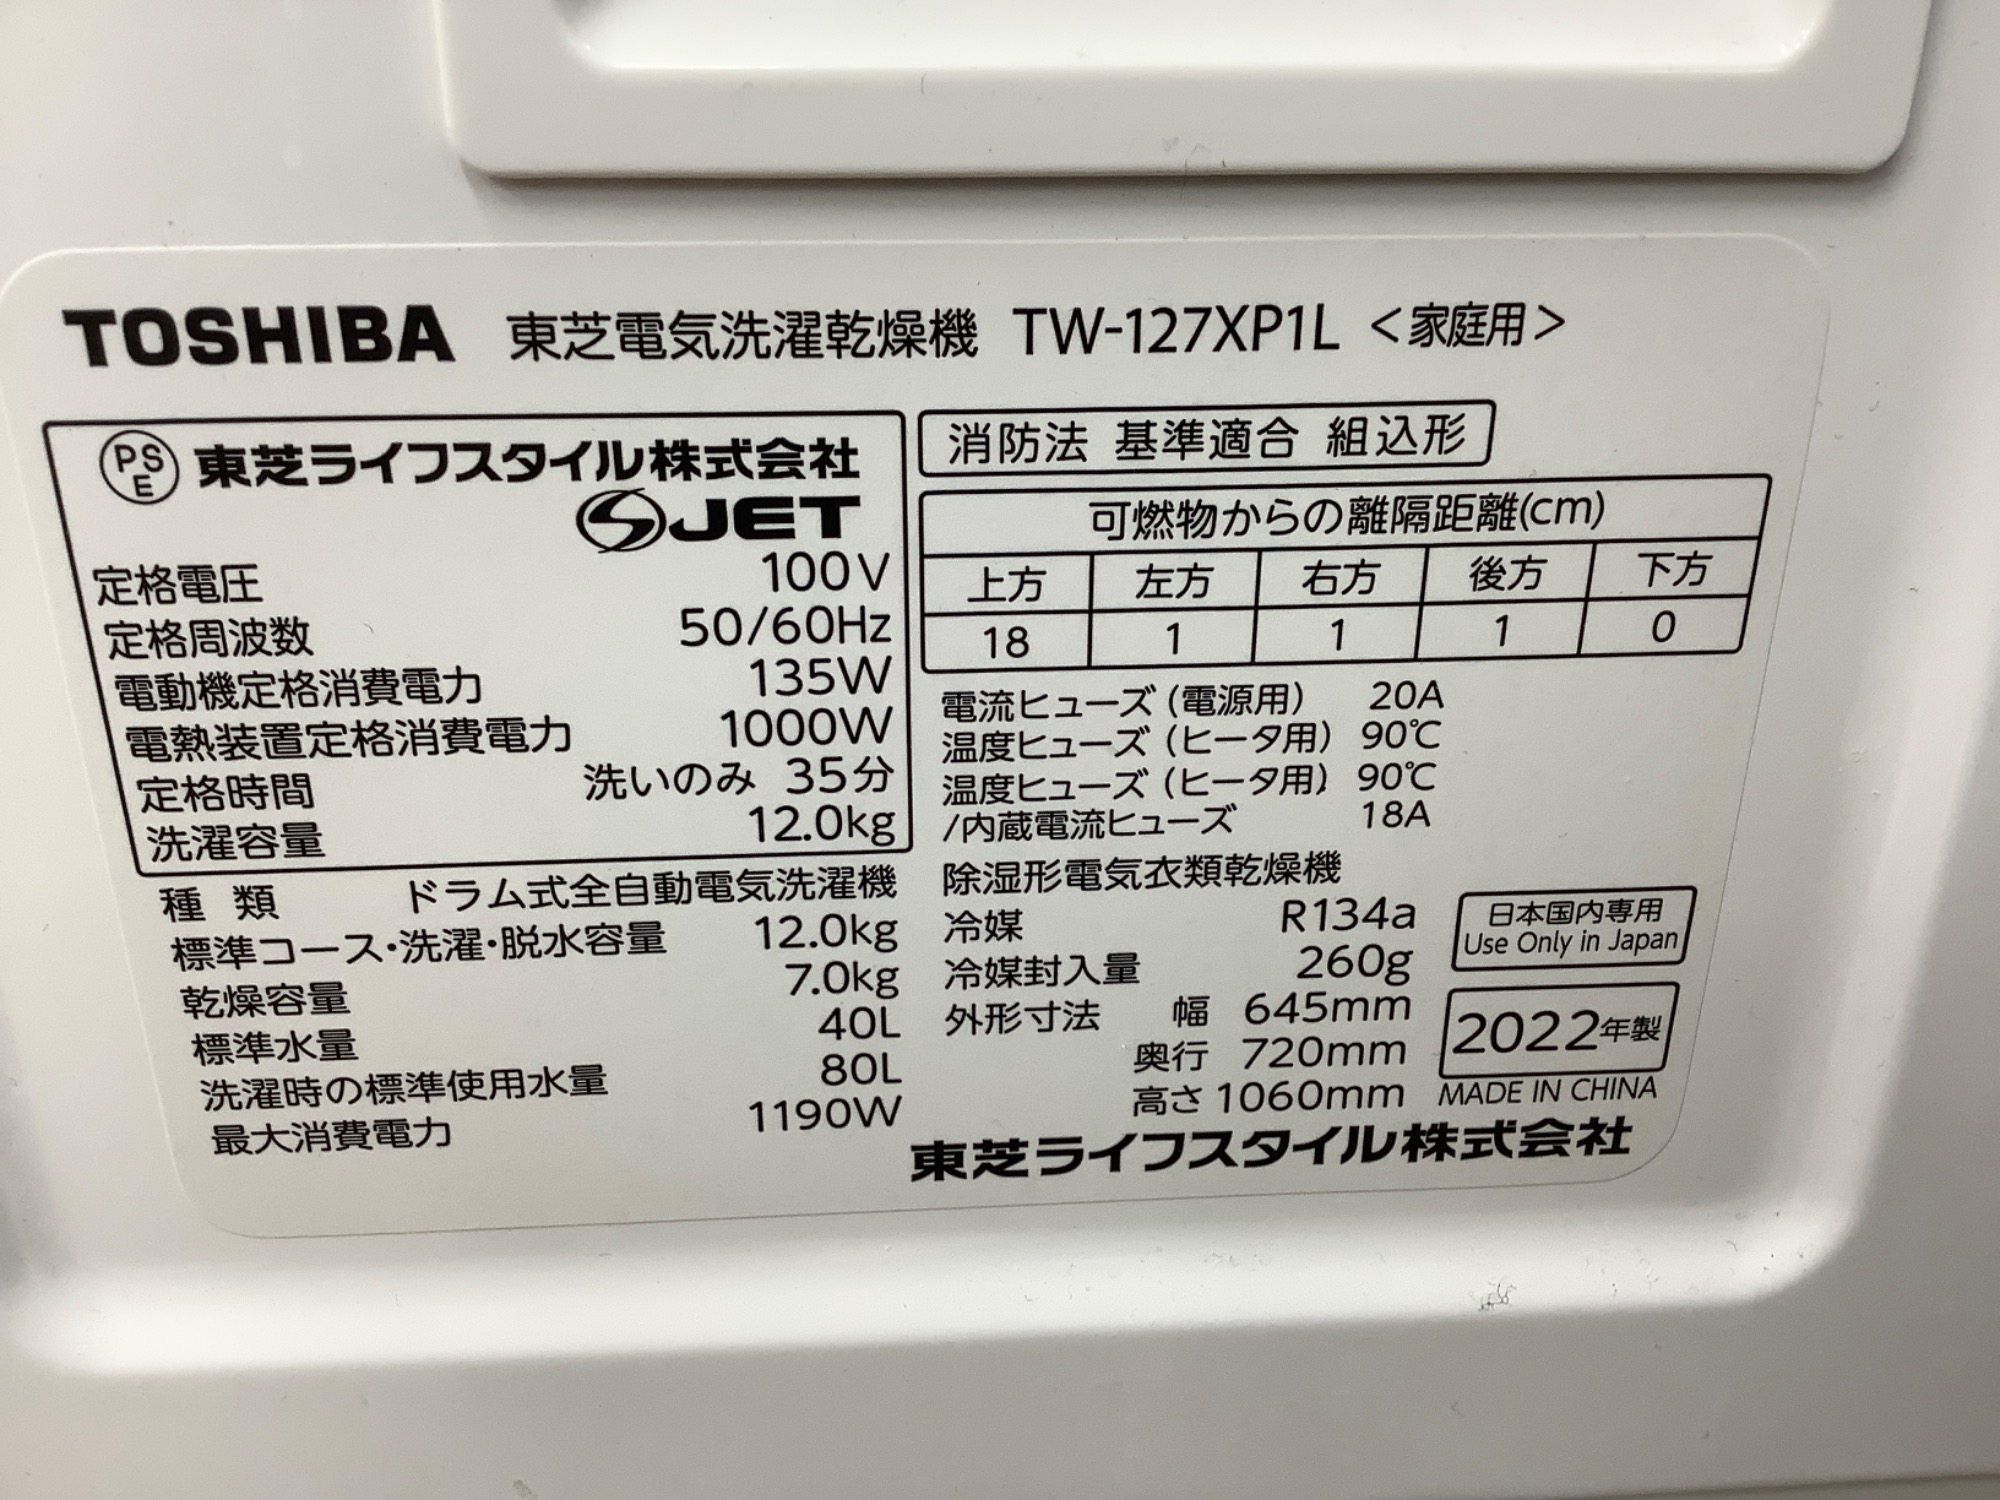 TOSHIBA 東芝電気洗濯乾燥機 TW-127XP1L <家庭用>
PSE 東芝ライフスタイル株式会社
JET
定格電圧 100V
定格周波数 50/60Hz
電動機定格消費電力 135W
電熱装置定格消費電力 1000W
定格時間 洗いのみ 35分
洗濯容量 12.0kg
種類 ドラム式全自動電気洗濯機
標準コース・洗濯・脱水容量 12.0kg
乾燥容量 7.0kg
標準水量 40L
洗濯時の標準使用水量 80L
最大消費電力 1190W
消防法 基準適合 組込形
可燃物からの離隔距離(cm)
上方 左方 右方 後方 下方
18 1 1 1 0
電流ヒューズ (電源用) 20A
温度ヒューズ (ヒータ用) 90℃
温度ヒューズ (ヒータ用) 90℃
/内蔵電流ヒューズ 18A
除湿形電気衣類乾燥機
冷媒 R134a
冷媒封入量 260g
外形寸法 幅 645mm
奥行 720mm
高さ 1060mm
日本国内専用
Use Only in Japan
2022年製
MADE IN CHINA
東芝ライフスタイル株式会社